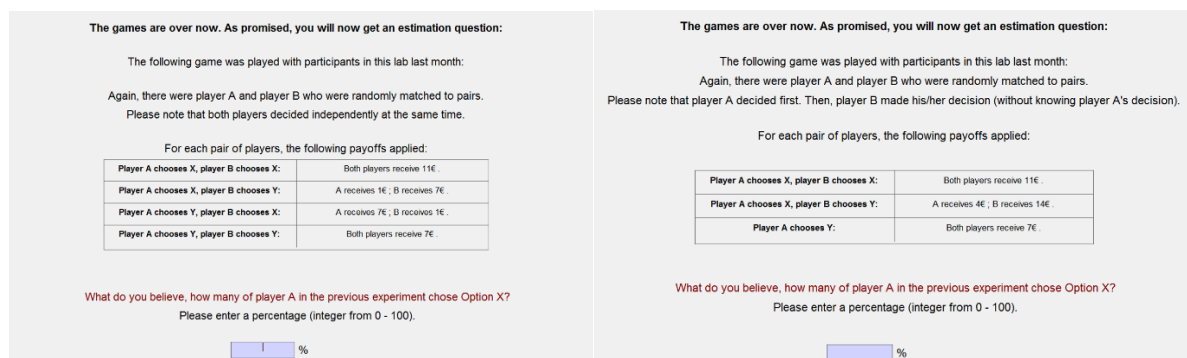 The games are over now. As promised, you will now get an estimation question:
The following game was played with participants in this lab last month:
Again, there were player A and player B who were randomly matched to pairs.
Please note that both players decided independently at the same time.
For each pair of players, the following payoffs applied:
Player A chooses X, player B chooses X: Both players receive 11€ .
Player A chooses X, player B chooses Y: A receives 1€ ; B receives 7€ .
Player A chooses Y, player B chooses X: A receives 7€ ; B receives 1€ .
Player A chooses Y, player B chooses Y: Both players receive 7€ .
What do you believe, how many of player A in the previous experiment chose Option X?
Please enter a percentage (integer from 0 - 100).
%
The games are over now. As promised, you will now get an estimation question:
The following game was played with participants in this lab last month:
Again, there were player A and player B who were randomly matched to pairs.
Please note that player A decided first. Then, player B made his/her decision (without knowing player A's decision).
For each pair of players, the following payoffs applied:
Player A chooses X, player B chooses X: Both players receive 11€ .
Player A chooses X, player B chooses Y: A receives 4€ ; B receives 14€ .
Player A chooses Y: Both players receive 7€ .
What do you believe, how many of player A in the previous experiment chose Option X?
Please enter a percentage (integer from 0 - 100).
%